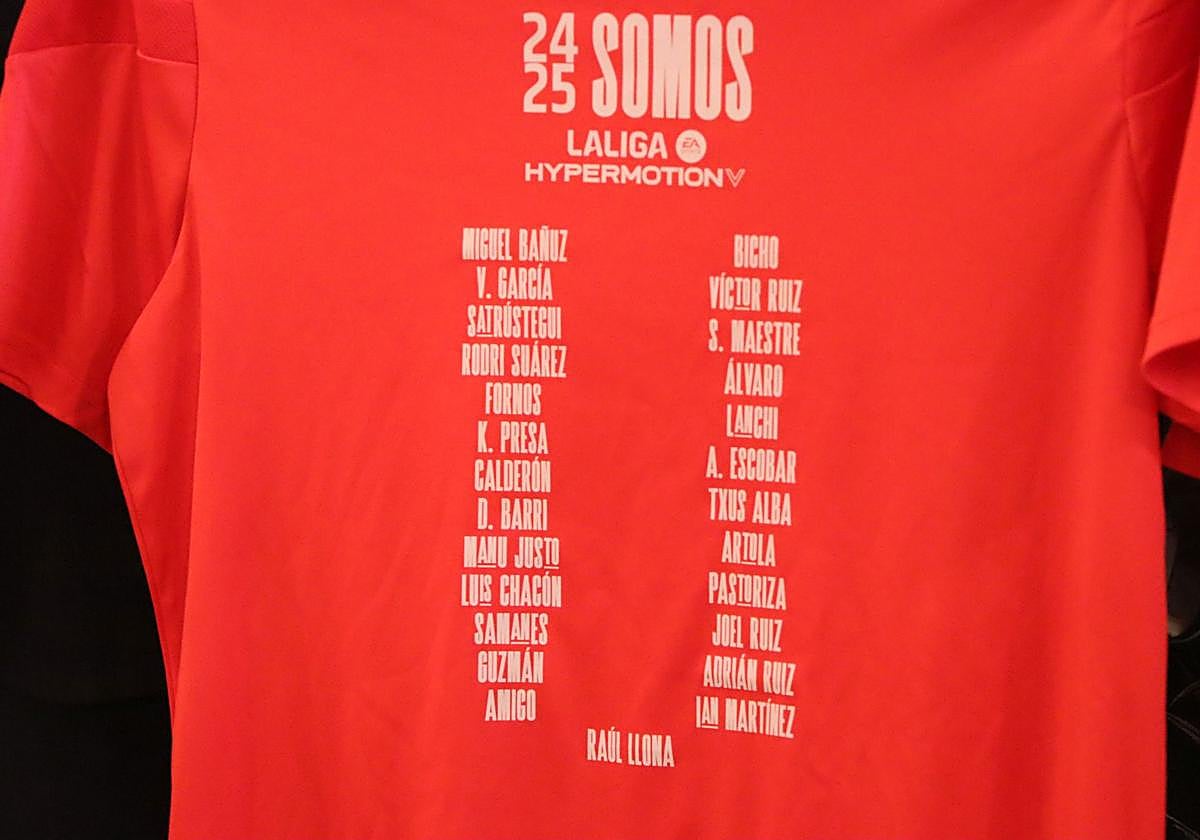 24
25 SOMOS
LALIGA EA SPORTS
HYPERMOTION
MIGUEL BAÑUZ
V. GARCÍA
SATRÚSTEGUI
RODRI SUÁREZ
FORNOS
K. PRESA
CALDERÓN
D. BARRI
MANU JUSTO
LUIS CHACÓN
SAMANES
GUZMÁN
AMIGO
BICHO
VÍCTOR RUIZ
S. MAESTRE
ÁLVARO
LANCHI
A. ESCOBAR
TXUS ALBA
ARTOLA
PASTORIZA
JOEL RUIZ
ADRIÁN RUIZ
IAN MARTÍNEZ
RAÚL LLONA